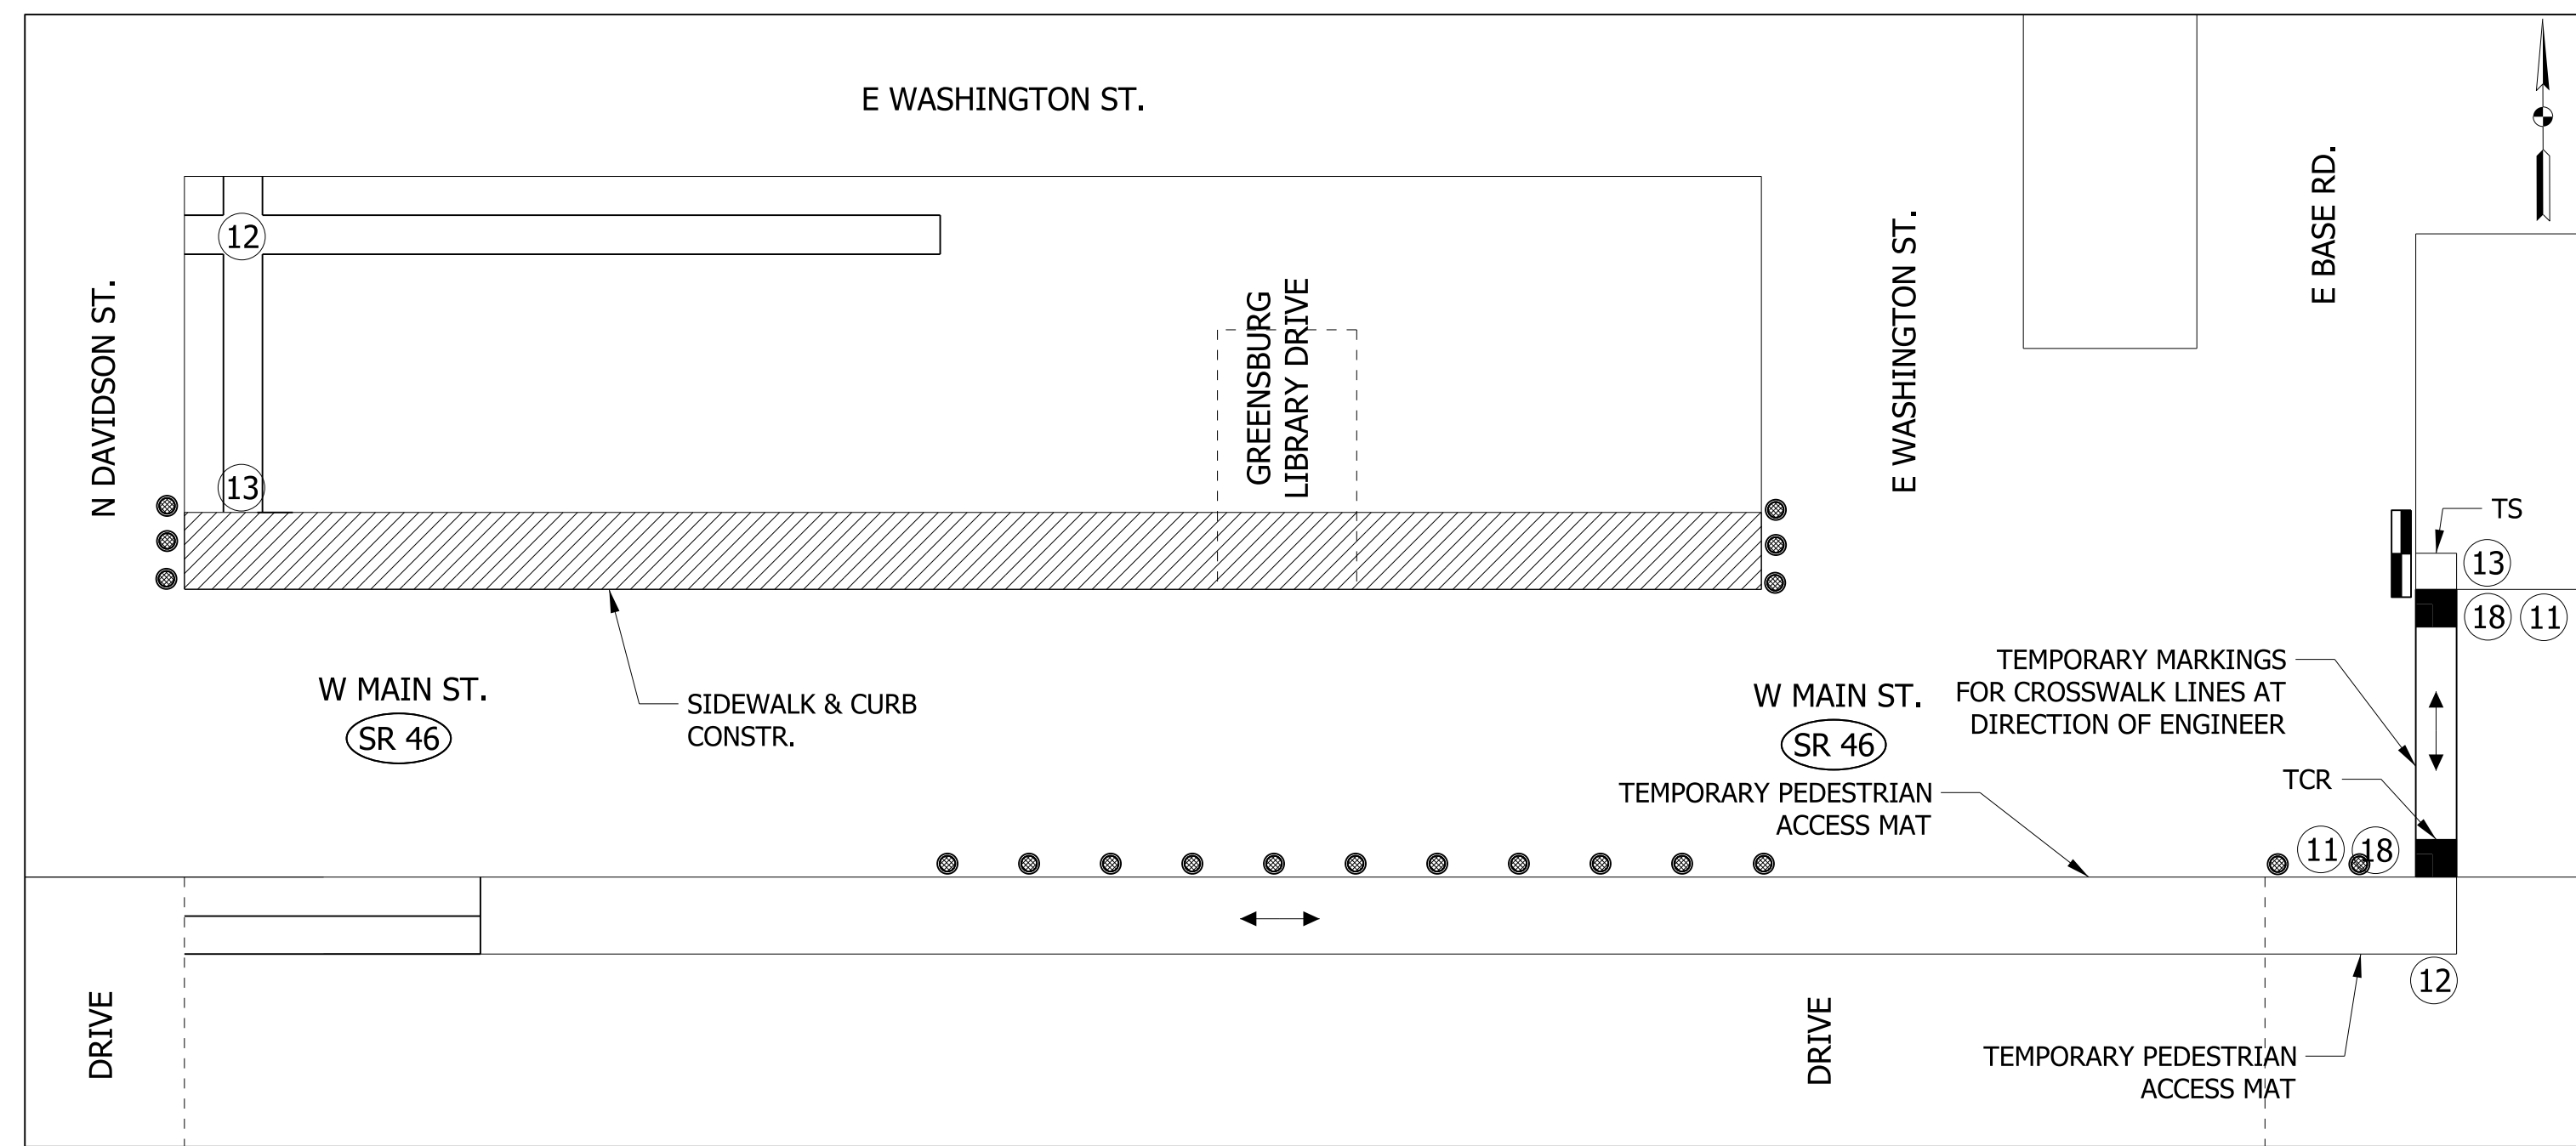 E WASHINGTON ST.
E BASE RD.
12
E WASHINGTON ST.
N DAVIDSON ST.
GREENSBURG
LIBRARY DRIVE
13
TS
13
18
11
TEMPORARY MARKINGS
FOR CROSSWALK LINES AT
DIRECTION OF ENGINEER
W MAIN ST.
SR 46
SIDEWALK & CURB
CONSTR.
W MAIN ST.
SR 46
TCR
TEMPORARY PEDESTRIAN
ACCESS MAT
11
18
12
DRIVE
DRIVE
TEMPORARY PEDESTRIAN
ACCESS MAT